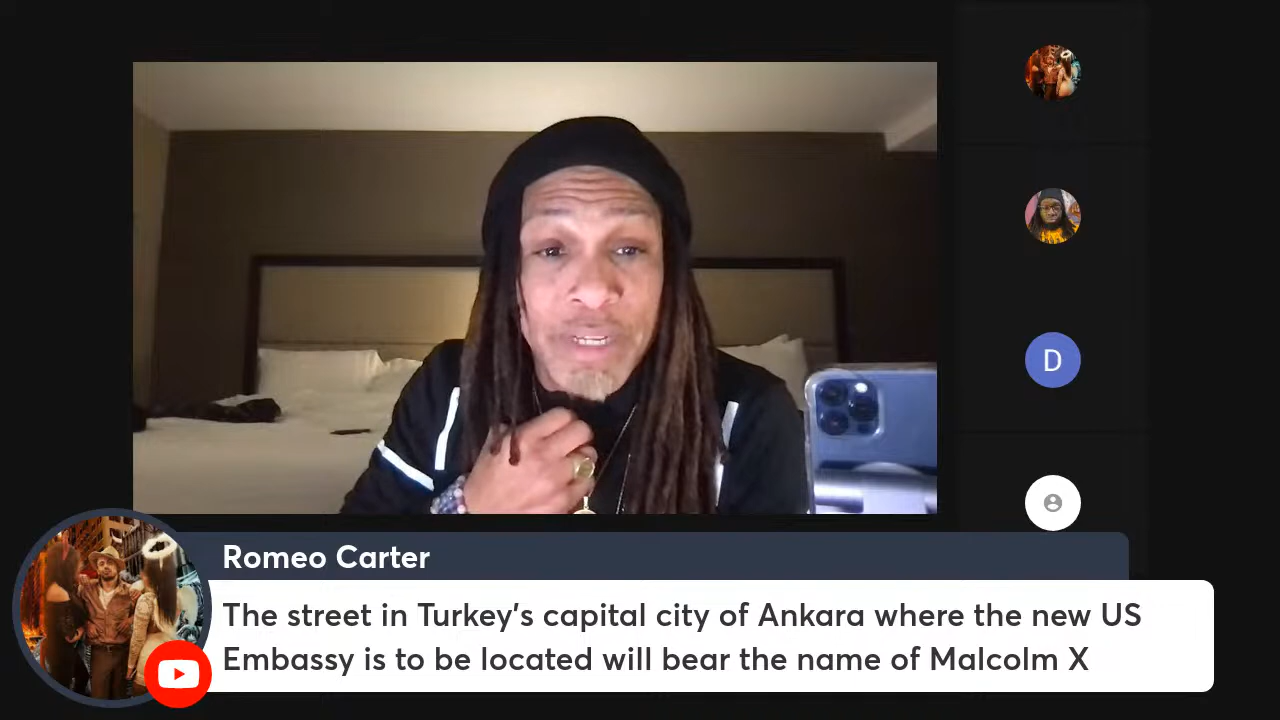 D
Romeo Carter
The street in Turkey's capital city of Ankara where the new US
Embassy is to be located will bear the name of Malcolm X